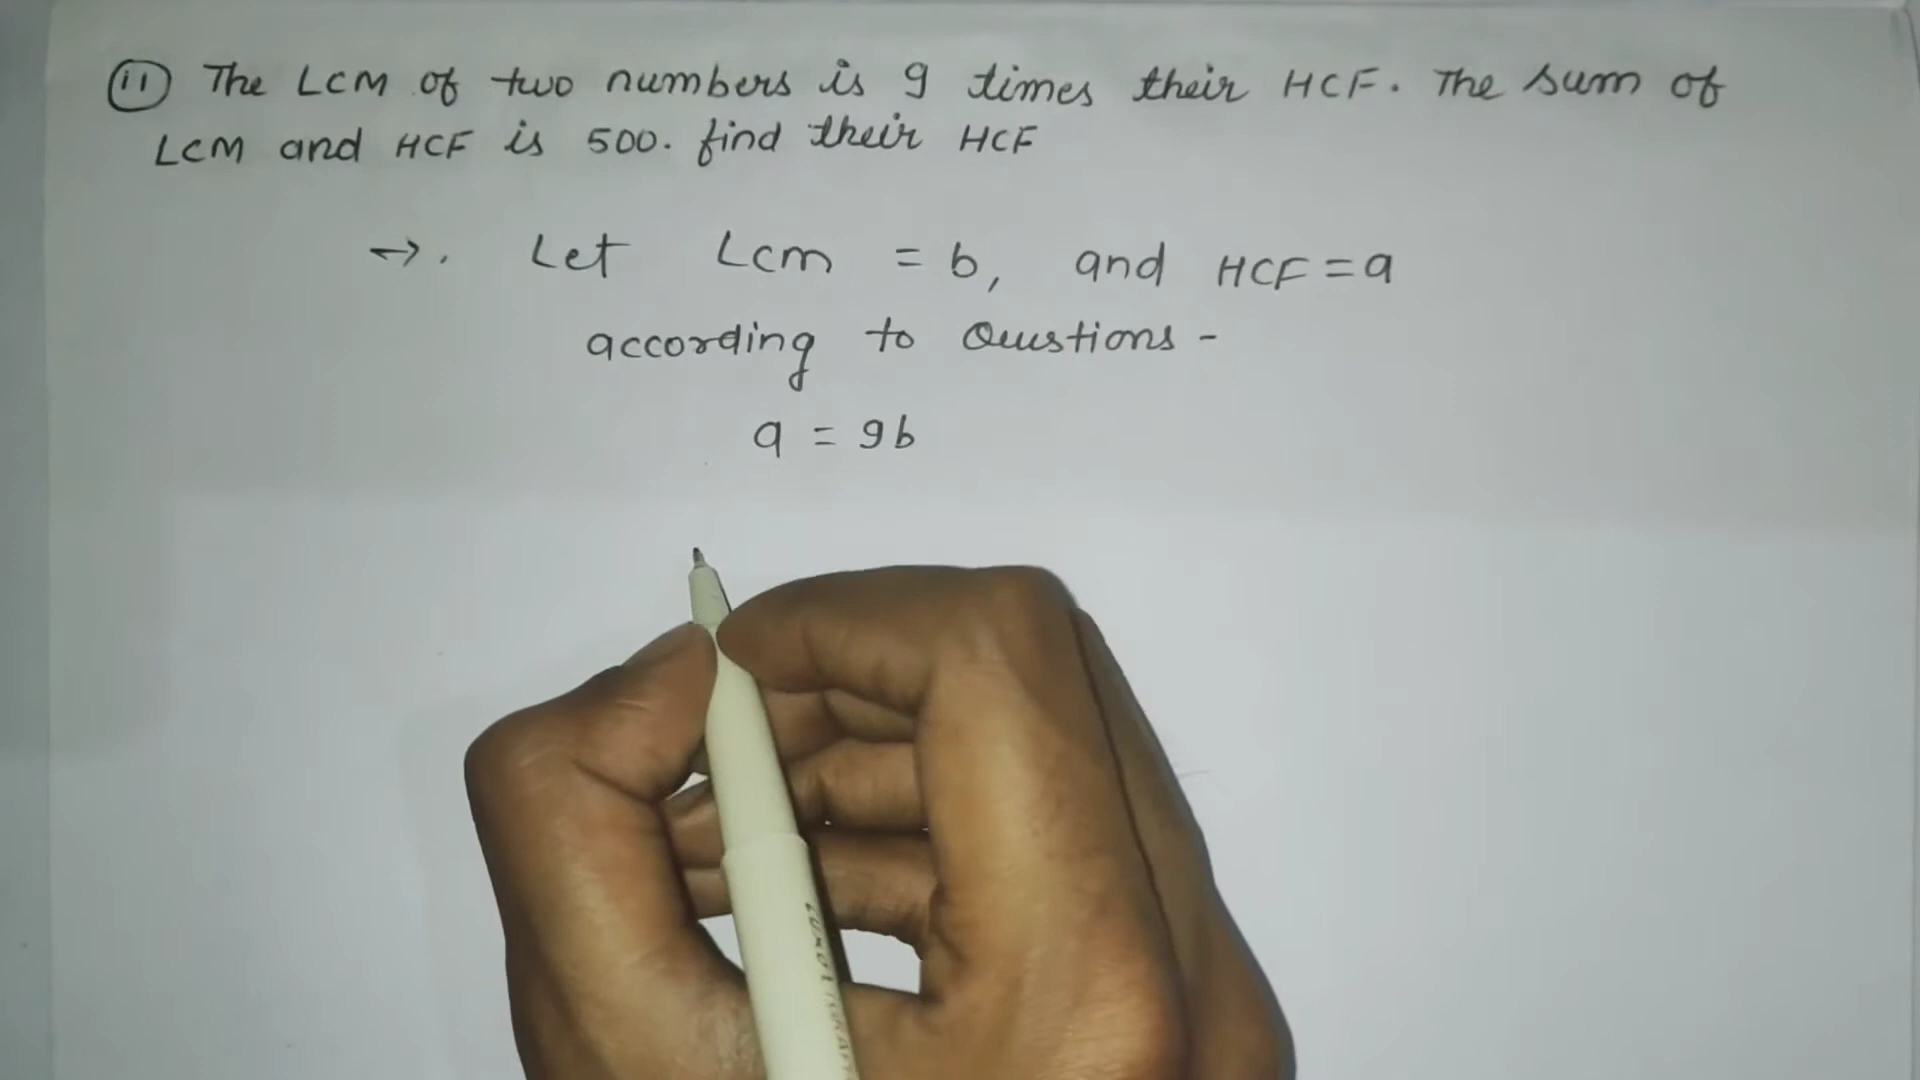 11 The LCM of two numbers is 9 times their HCF. The sum of
LCM and HCF is 500. find their HCF
→. Let LCM = b, and HCF = a
according to Questions -
a = 9b